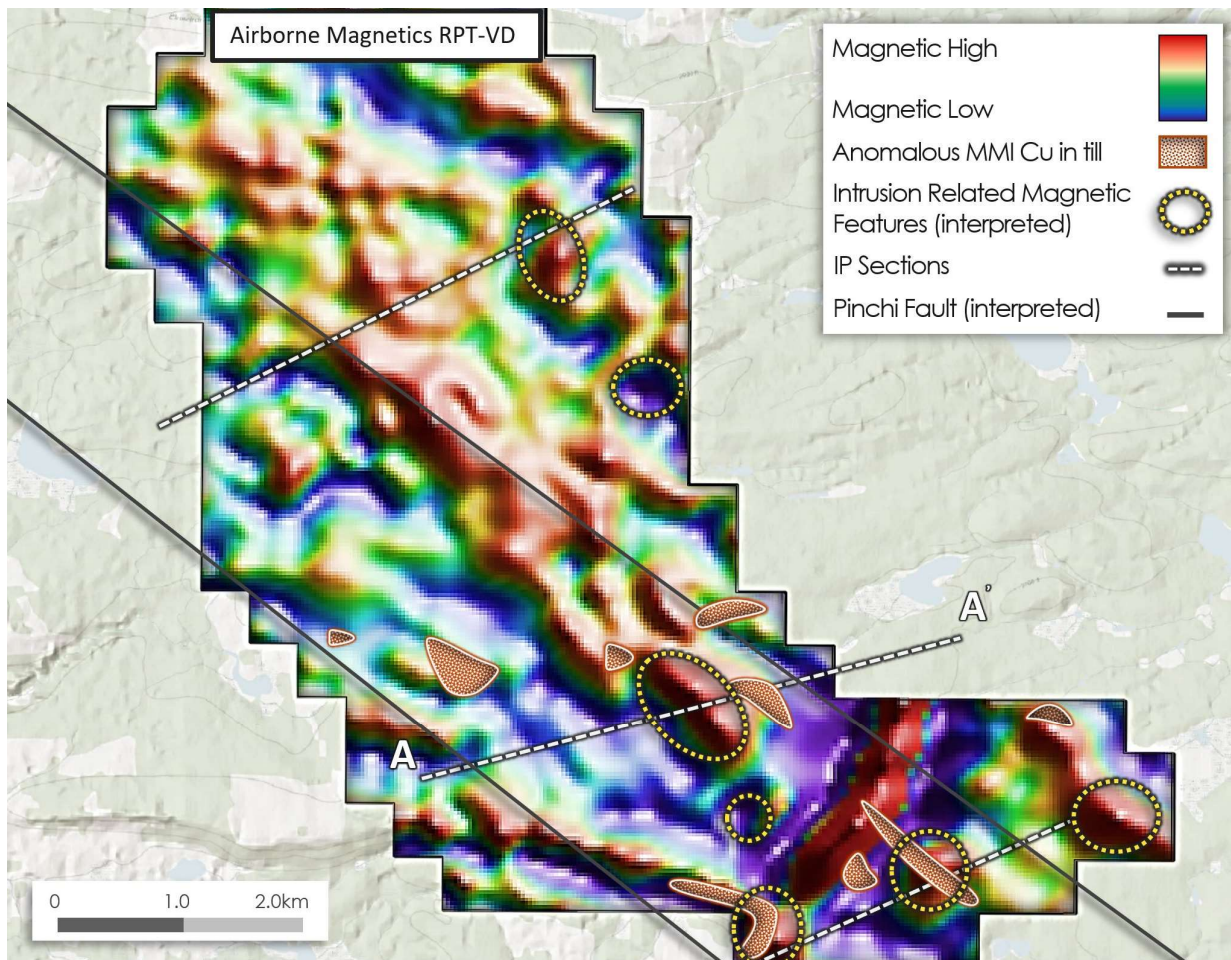 Airborne Magnetics RPT-VD
Magnetic High
Magnetic Low
Anomalous MMI Cu in till
Intrusion Related Magnetic
Features (interpreted)
IP Sections
Pinchi Fault (interpreted)
A'
A
0 1.0 2.0km